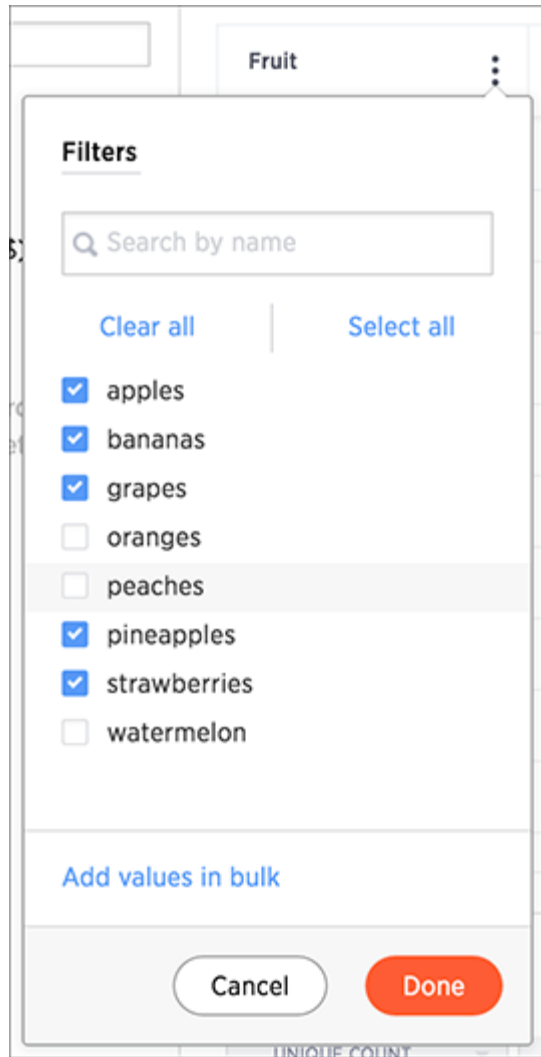 Fruit
Filters
Search by name
Clear all
Select all
apples
bananas
grapes
oranges
peaches
pineapples
strawberries
watermelon
Add values in bulk
Cancel
Done
UNIQUE COUNT